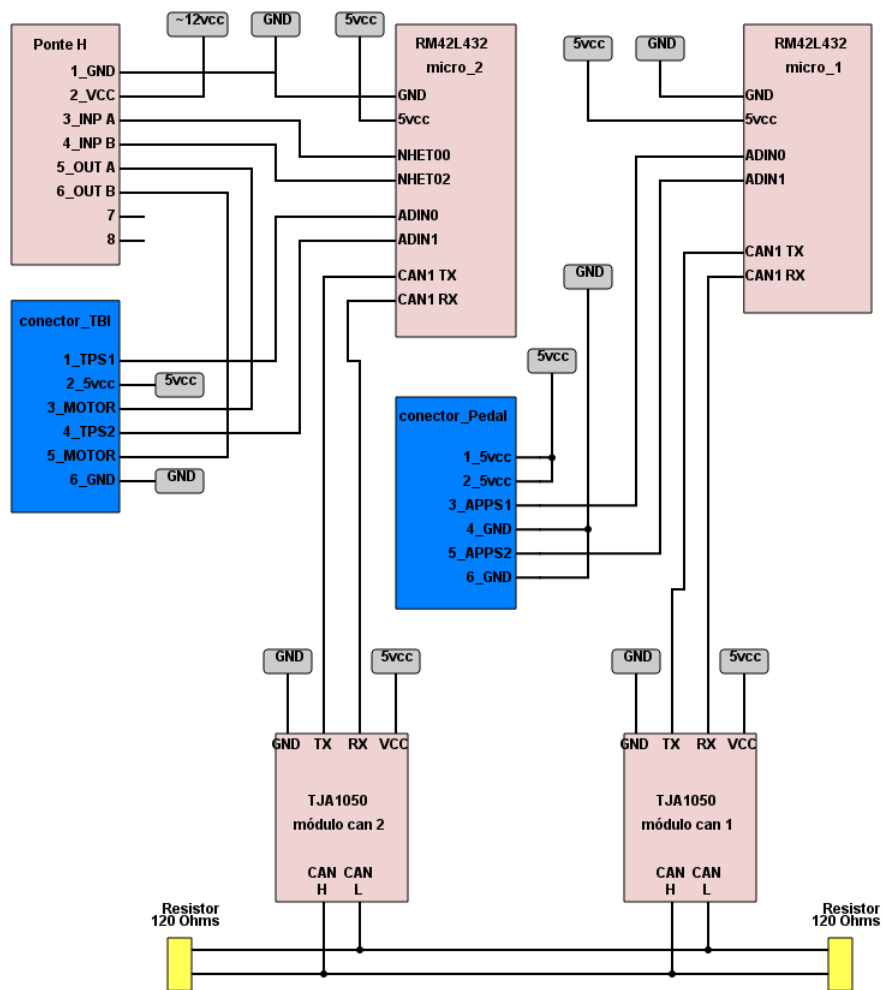 ~12vcc
GND
5vcc
Ponte H
1_GND
2_VCC
3_INP A
4_INP B
5_OUT A
6_OUT B
7
8
RM42L432
micro_2
GND
5vcc
NHET00
NHET02
ADIN0
ADIN1
CAN1 TX
CAN1 RX
5vcc
GND
RM42L432
micro_1
GND
5vcc
ADIN0
ADIN1
CAN1 TX
CAN1 RX
conector_TBI
1_TPS1
2_5vcc
3_MOTOR
4_TPS2
5_MOTOR
6_GND
5vcc
GND
GND
5vcc
conector_Pedal
1_5vcc
2_5vcc
3_APPS1
4_GND
5_APPS2
6_GND
GND
5vcc
GND TX RX VCC
TJA1050
módulo can 2
CAN CAN
H L
GND
5vcc
GND TX RX VCC
TJA1050
módulo can 1
CAN CAN
H L
Resistor
120 Ohms
Resistor
120 Ohms